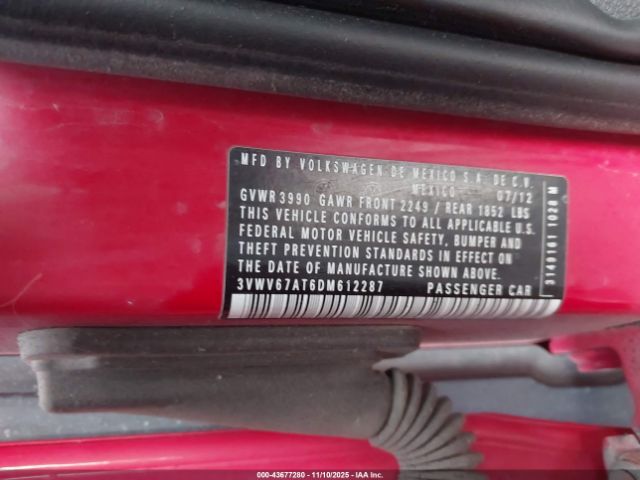 MFD BY VOLKSWAGEN DE MEXICO S.A. DE C.V.
MEXICO 07/12
GVWR 3990 GAWR FRONT 2249 / REAR 1852 LBS
THIS VEHICLE CONFORMS TO ALL APPLICABLE U.S.
FEDERAL MOTOR VEHICLE SAFETY, BUMPER AND
THEFT PREVENTION STANDARDS IN EFFECT ON
THE DATE OF MANUFACTURE SHOWN ABOVE.
3VWV67AT6DM612287 PASSENGER CAR
3149161 1028 M
000-43677280 - 11/10/2025 - IAA Inc.